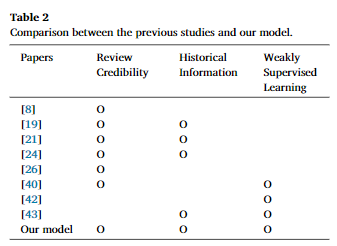 Table 2
Comparison between the previous studies and our model.
Papers Review Historical Weakly
Credibility Information Supervised
Learning
[8] O
[19] O O
[21] O O
[24] O O
[26] O
[40] O O
[42] O
[43] O O
Our model O O O